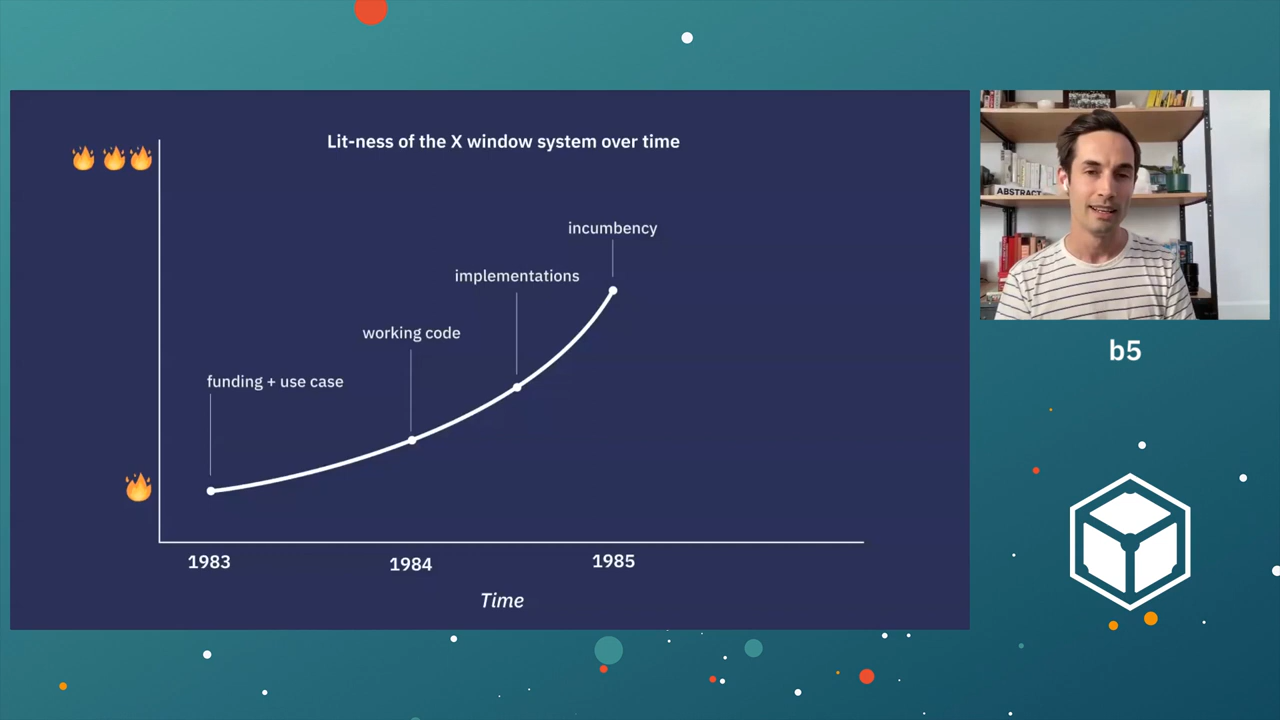 Lit-ness of the X window system over time
incumbency
implementations
working code
funding + use case
1983
1984
1985
Time
ABSTRACT
b5